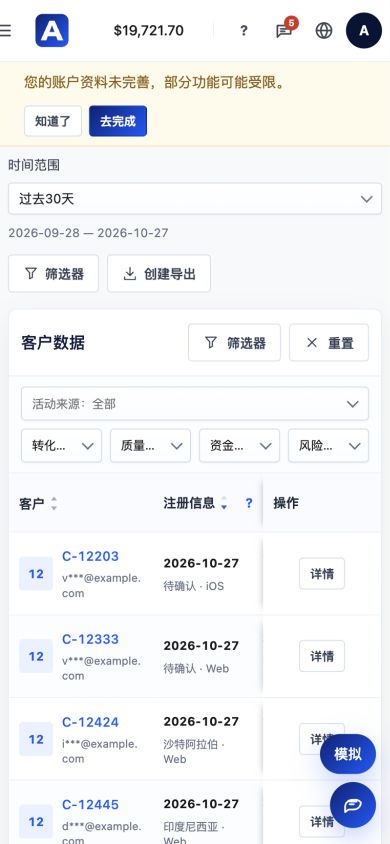 A
$19,721.70
?
5
A
您的账户资料未完善，部分功能可能受限。
知道了
去完成
时间范围
过去30天
2026-09-28 — 2026-10-27
筛选器
创建导出
客户数据
筛选器
重置
活动来源：全部
转化...
质量...
资金...
风险...
客户
注册信息
?
操作
12
C-12203
v***@example.
com
2026-10-27
待确认 · iOS
详情
12
C-12333
v***@example.
com
2026-10-27
待确认 · Web
详情
12
C-12424
i***@example.
com
2026-10-27
沙特阿拉伯 ·
Web
详情
模拟
12
C-12445
d***@example.
com
2026-10-27
印度尼西亚 ·
Web
详情